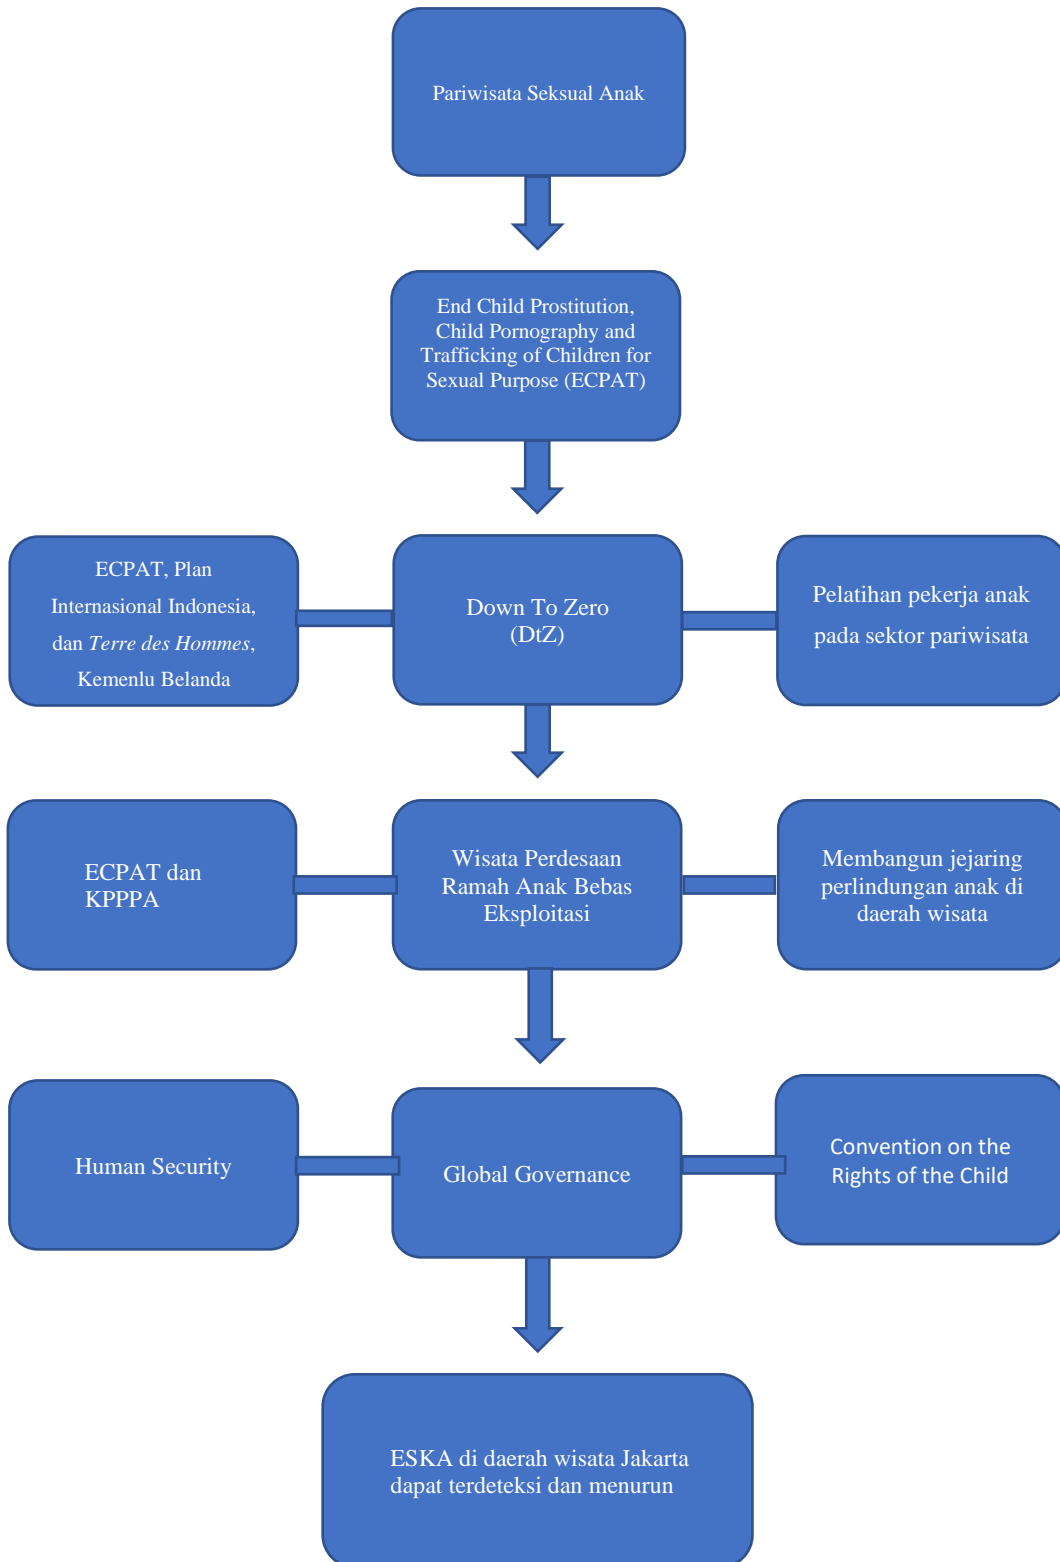 Pariwisata Seksual Anak
End Child Prostitution,
Child Pornography and
Trafficking of Children for
Sexual Purpose (ECPAT)
ECPAT, Plan
Internasional Indonesia,
dan Terre des Hommes,
Kemenlu Belanda
Down To Zero
(DtZ)
Pelatihan pekerja anak
pada sektor pariwisata
ECPAT dan
KPPPA
Wisata Perdesaan
Ramah Anak Bebas
Eksploitasi
Membangun jejaring
perlindungan anak di
daerah wisata
Human Security
Global Governance
Convention on the
Rights of the Child
ESKA di daerah wisata Jakarta
dapat terdeteksi dan menurun